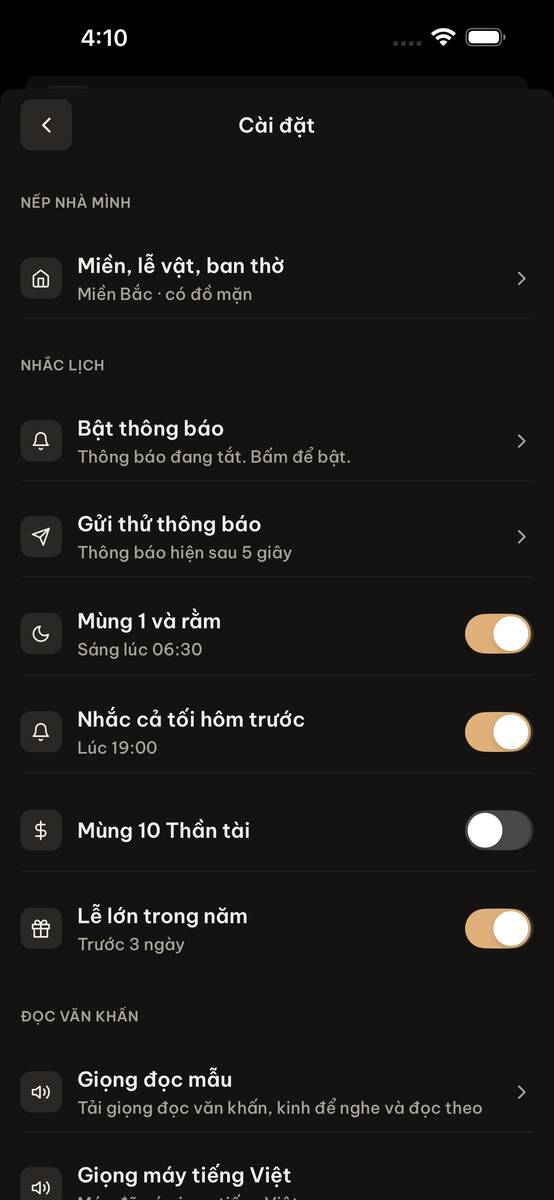 4:10
Cài đặt
NẾP NHÀ MÌNH
Miền, lễ vật, ban thờ
Miền Bắc · có đồ mặn
NHẮC LỊCH
Bật thông báo
Thông báo đang tắt. Bấm để bật.
Gửi thử thông báo
Thông báo hiện sau 5 giây
Mùng 1 và rằm
Sáng lúc 06:30
Nhắc cả tối hôm trước
Lúc 19:00
Mùng 10 Thần tài
Lễ lớn trong năm
Trước 3 ngày
ĐỌC VĂN KHẤN
Giọng đọc mẫu
Tải giọng đọc văn khấn, kinh để nghe và đọc theo
Giọng máy tiếng Việt